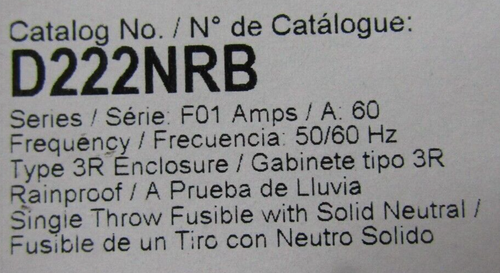 Catalog No. / N° de Catálogue:
D222NRB
Series / Série: F01 Amps / A: 60
Frequency / Frecuencia: 50/60 Hz
Type 3R Enclosure / Gabinete tipo 3R
Rainproof / A Prueba de Lluvia
Single Throw Fusible with Solid Neutral /
Fusible de un Tiro con Neutro Solido